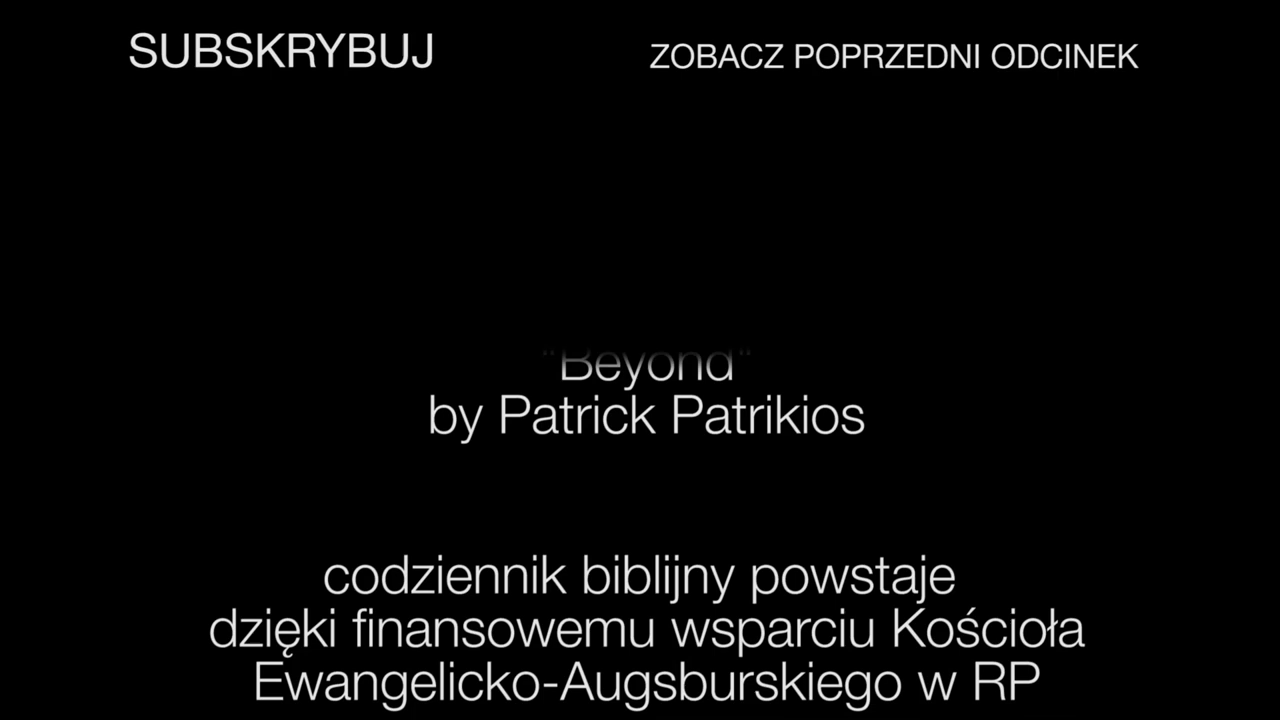 SUBSKRYBUJ
ZOBACZ POPRZEDNI ODCINEK
"Beyond"
by Patrick Patrikios
codziennik biblijny powstaje
dzięki finansowemu wsparciu Kościoła
Ewangelicko-Augsburskiego w RP